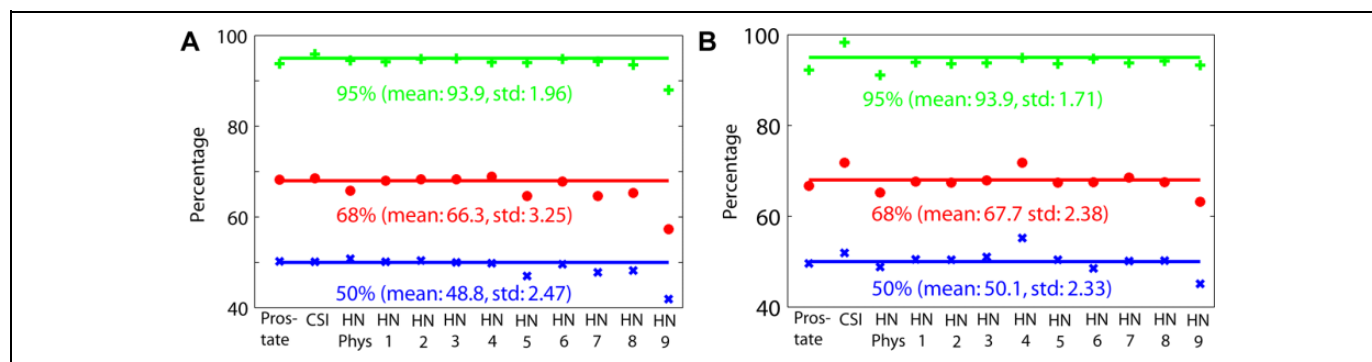 A
B
100
80
60
40
Percentage
95% (mean: 93.9, std: 1.96)
68% (mean: 66.3, std: 3.25)
50% (mean: 48.8, std: 2.47)
Pros- CSI HN HN HN HN HN HN HN HN HN HN
tate Phys 1 2 3 4 5 6 7 8 9
100
80
60
40
Percentage
95% (mean: 93.9, std: 1.71)
68% (mean: 67.7 std: 2.38)
50% (mean: 50.1, std: 2.33)
Pros- CSI HN HN HN HN HN HN HN HN HN HN
tate Phys 1 2 3 4 5 6 7 8 9